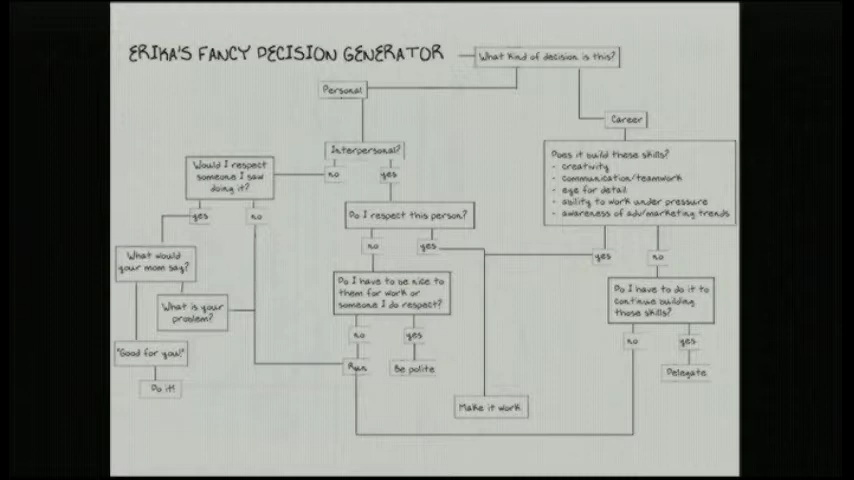 ERIKA'S FANCY DECISION GENERATOR
What kind of decision is this?
Personal
Career
Interpersonal?
no
yes
Does it build these skills?
- creativity
- communication/teamwork
- eye for detail
- ability to work under pressure
- awareness of adv/marketing trends
Would I respect
someone I saw
doing it?
yes
no
Do I respect this person?
no
yes
yes
no
What would
your mom say?
What is your
problem?
Do I have to be nice to
them for work or
someone I do respect?
Do I have to do it to
continue building
those skills?
no
yes
no
yes
"Good for you!"
Do it!
Run
Be polite
Make it work
Delegate